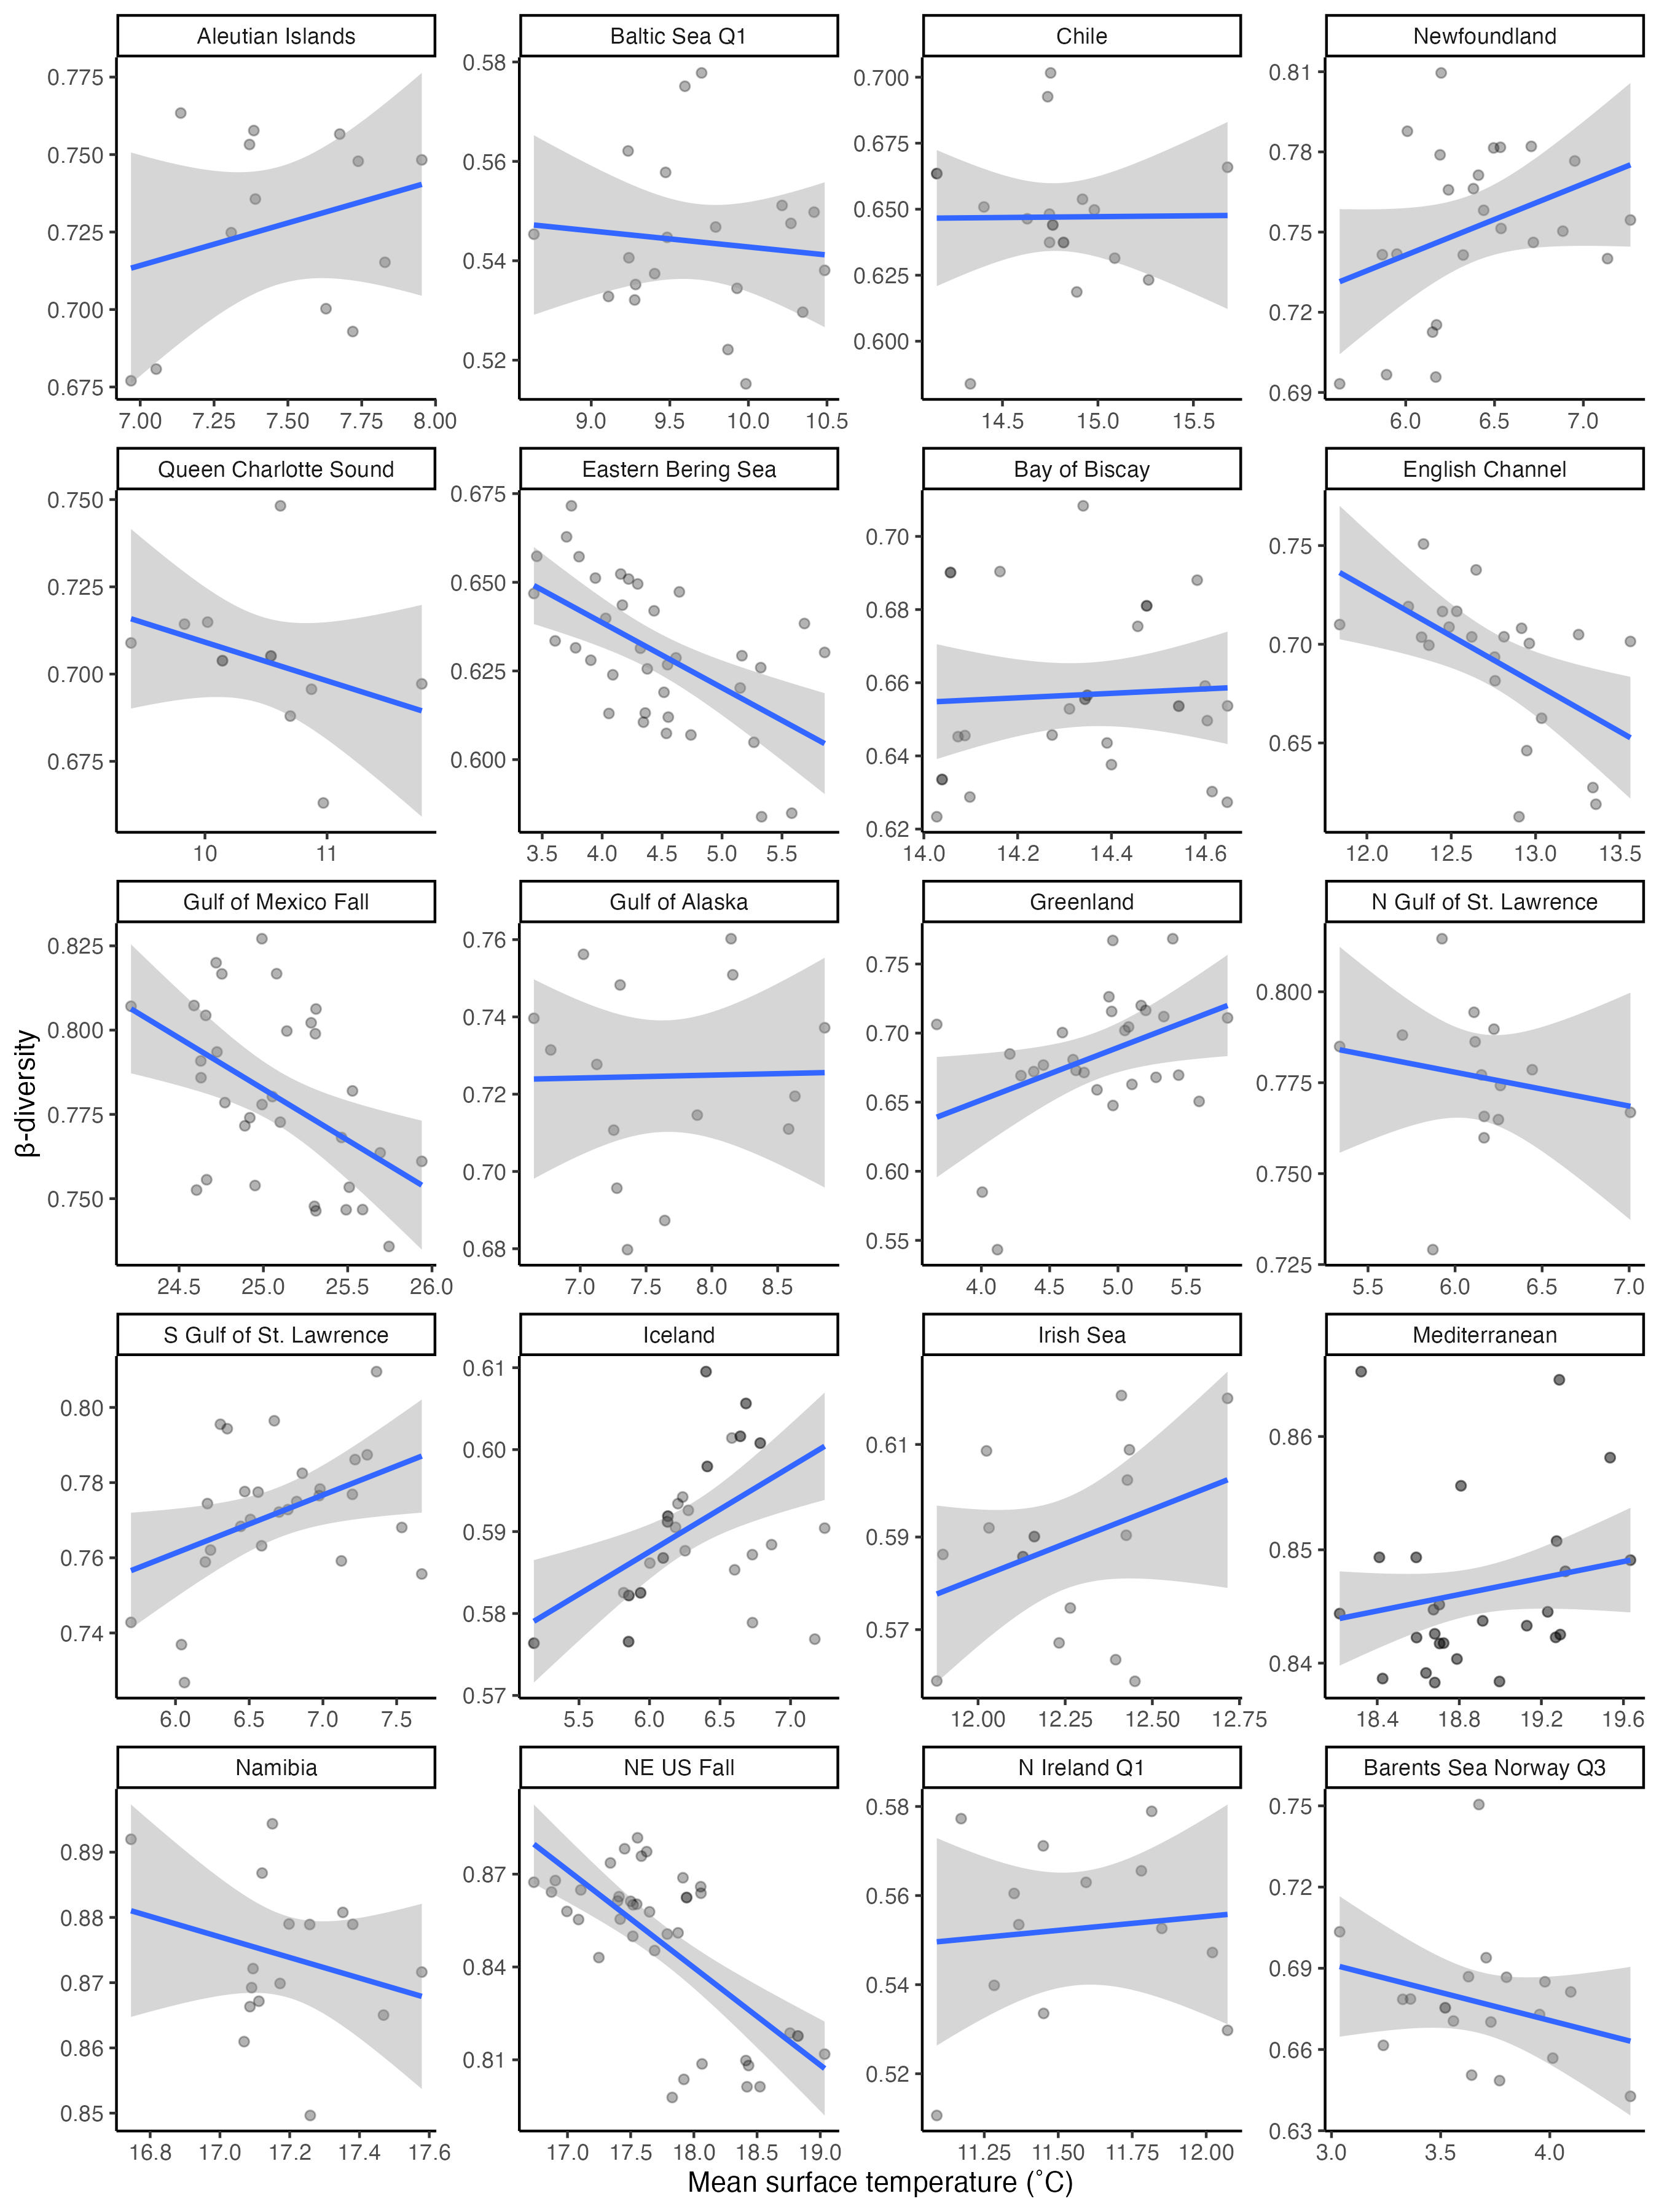 Aleutian Islands Baltic Sea Q1 Chile Newfoundland
0.775 0.750 0.725 0.700 0.675
7.00 7.25 7.50 7.75 8.00
0.58 0.56 0.54 0.52
9.0 9.5 10.0 10.5
0.700 0.675 0.650 0.625 0.600
14.5 15.0 15.5
0.81 0.78 0.75 0.72 0.69
6.0 6.5 7.0
Queen Charlotte Sound Eastern Bering Sea Bay of Biscay English Channel
0.750 0.725 0.700 0.675
10 11
0.675 0.650 0.625 0.600
3.5 4.0 4.5 5.0 5.5
0.70 0.68 0.66 0.64 0.62
14.0 14.2 14.4 14.6
0.75 0.70 0.65
12.0 12.5 13.0 13.5
Gulf of Mexico Fall Gulf of Alaska Greenland N Gulf of St. Lawrence
0.825 0.800 0.775 0.750
24.5 25.0 25.5 26.0
0.76 0.74 0.72 0.70 0.68
7.0 7.5 8.0 8.5
0.75 0.70 0.65 0.60 0.55
4.0 4.5 5.0 5.5
0.800 0.775 0.750 0.725
5.5 6.0 6.5 7.0
S Gulf of St. Lawrence Iceland Irish Sea Mediterranean
0.80 0.78 0.76 0.74
6.0 6.5 7.0 7.5
0.61 0.60 0.59 0.58 0.57
5.5 6.0 6.5 7.0
0.61 0.59 0.57
12.00 12.25 12.50 12.75
0.86 0.85 0.84
18.4 18.8 19.2 19.6
Namibia NE US Fall N Ireland Q1 Barents Sea Norway Q3
0.89 0.88 0.87 0.86 0.85
16.8 17.0 17.2 17.4 17.6
0.87 0.84 0.81
17.0 17.5 18.0 18.5 19.0
0.58 0.56 0.54 0.52
11.25 11.50 11.75 12.00
0.75 0.72 0.69 0.66 0.63
3.0 3.5 4.0
β-diversity
Mean surface temperature (˚C)